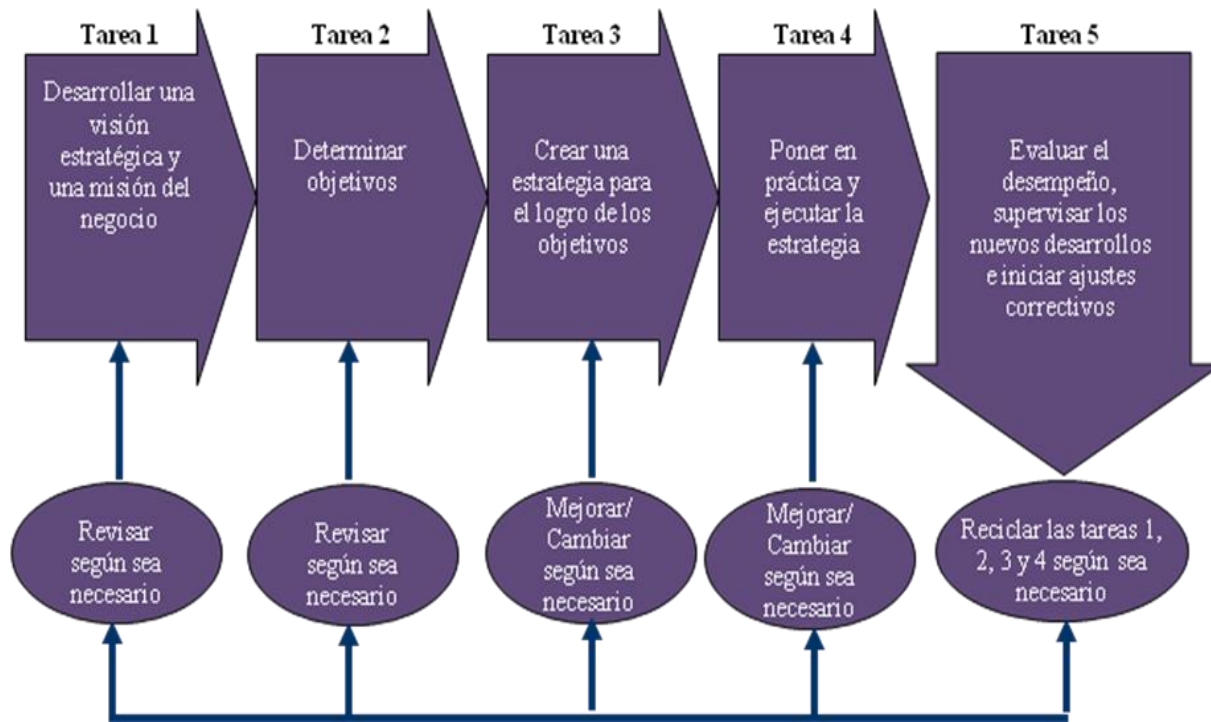 Tarea 1
Desarrollar una
visión
estratégica y
una misión del
negocio
Tarea 2
Determinar
objetivos
Tarea 3
Crear una
estrategia para
el logro de los
objetivos
Tarea 4
Poner en
práctica y
ejecutar la
estrategia
Tarea 5
Evaluar el
desempeño,
supervisar los
nuevos desarrollos
e iniciar ajustes
correctivos
Revisar
según sea
necesario
Revisar
según sea
necesario
Mejorar/
Cambiar
según sea
necesario
Mejorar/
Cambiar
según sea
necesario
Reciclar las tareas 1,
2, 3 y 4 según sea
necesario